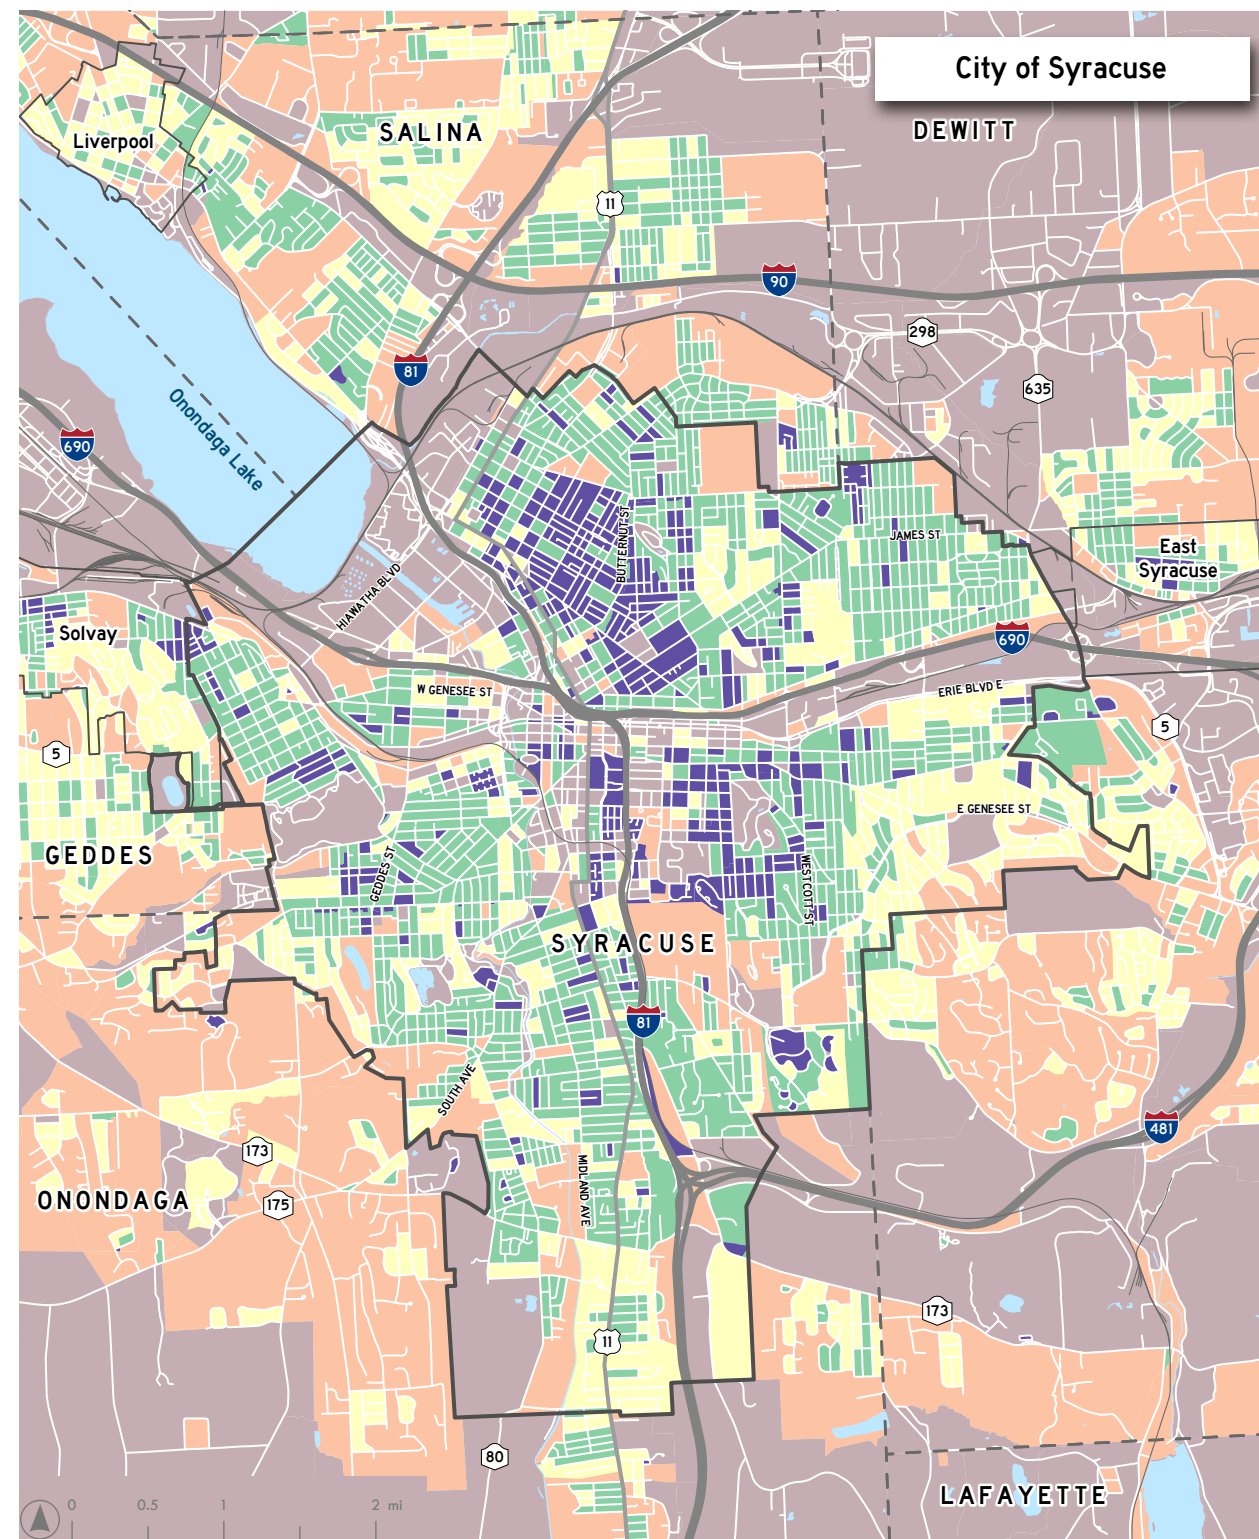 City of Syracuse
SALINA
DEWITT
Liverpool
11
90
298
81
635
Onondaga Lake
690
BUTTERNUT ST
JAMES ST
East
Syracuse
HIAWATHA BLVD
Solvay
690
W GENESEE ST
ERIE BLVD E
5
5
E GENESEE ST
GEDDES
GEDDES ST
WESTCOTT ST
SYRACUSE
81
SOUTH AVE
481
173
MIDLAND AVE
ONONDAGA
175
173
11
80
LAFAYETTE
0 0.5 1 2 mi